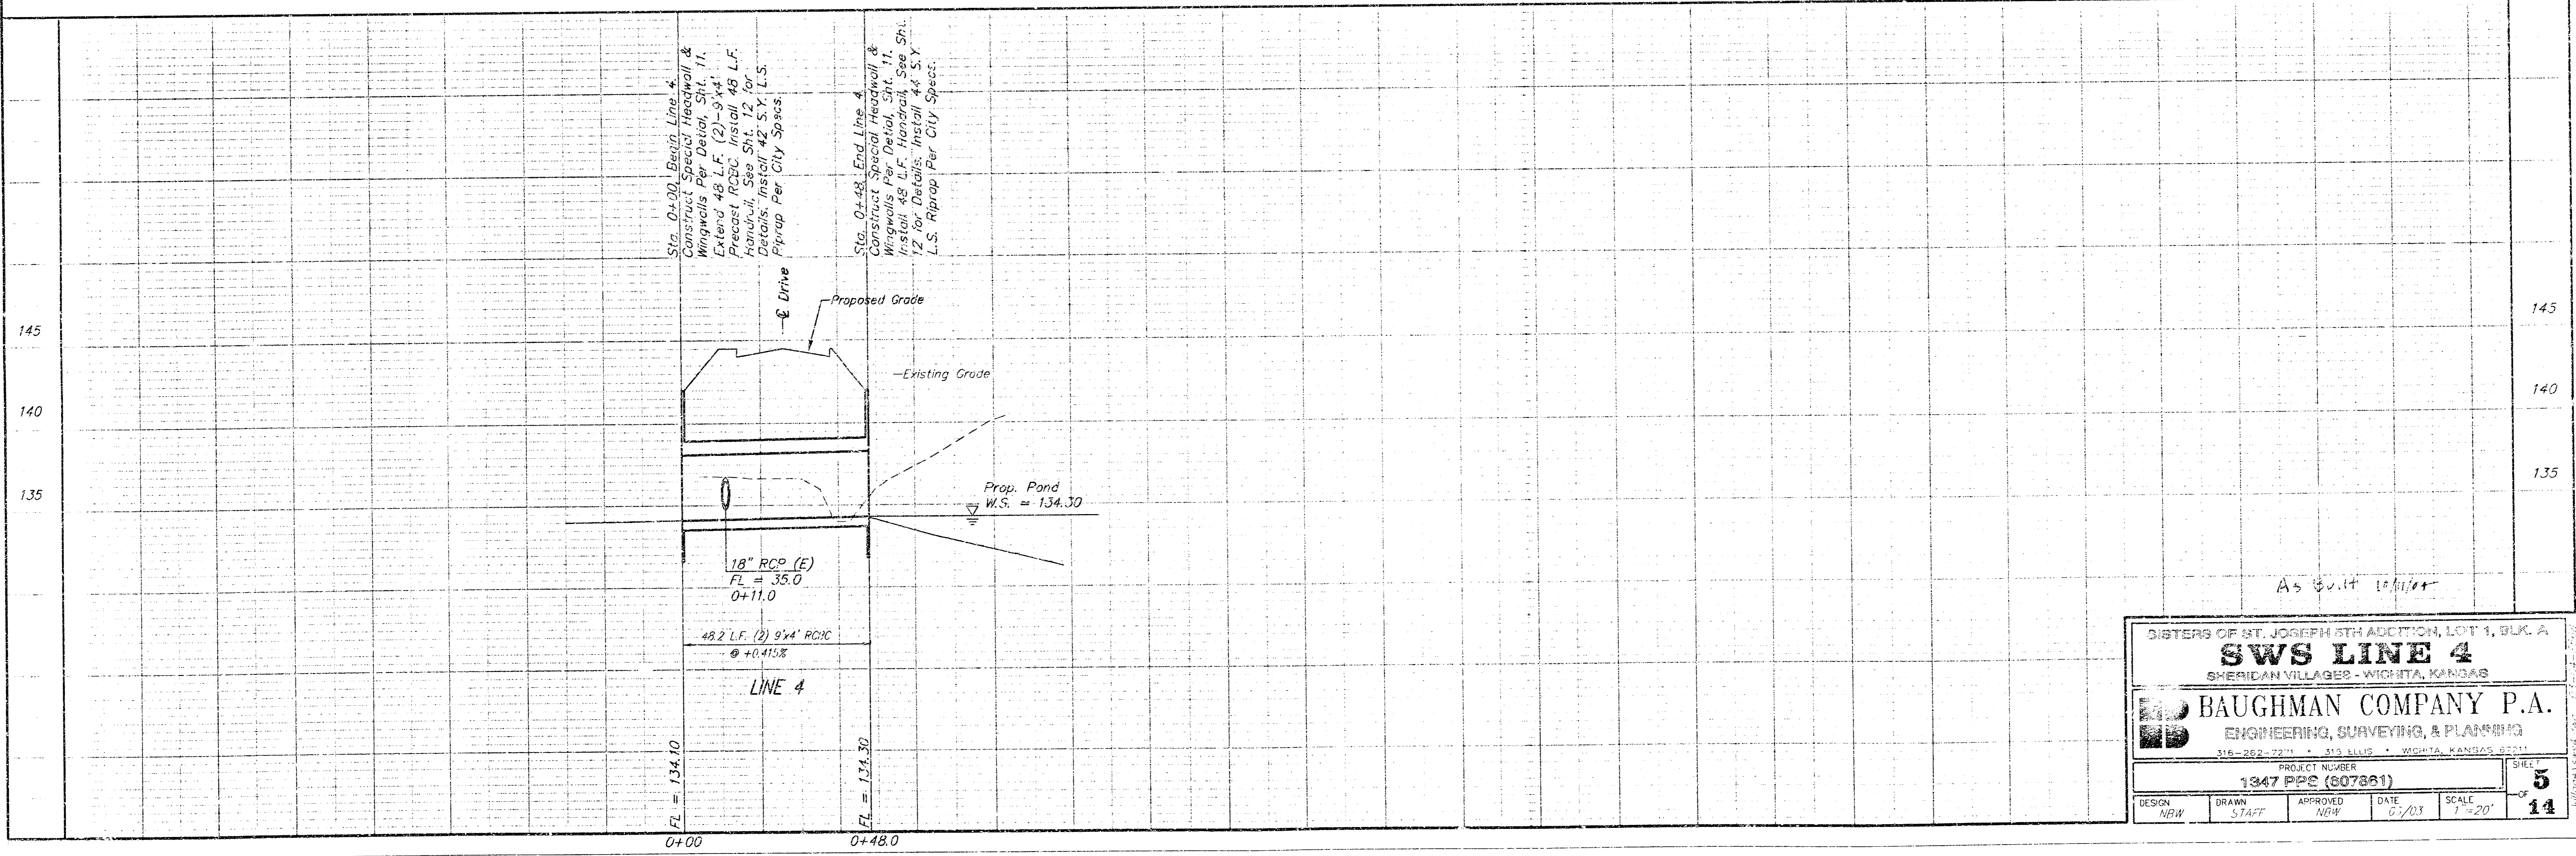 Sta. 0+00, Begin Line 4.
Construct Special Headwall &
Wingwalls Per Detial, Sht. 11.
Extend 48 L.F. (2)-9'x4'
Precast RCBC. Install 48 L.F.
Handrail, See Sht. 12 for
Details. Install 42 S.Y. L.S.
Riprap Per City Specs.
℄ Drive
Sta. 0+48, End Line 4.
Construct Special Headwall &
Wingwalls Per Detial, Sht. 11.
Install 48 L.F. Handrail, See Sht.
12 for Details. Install 44 S.Y.
L.S. Riprap Per City Specs.
Proposed Grade
Existing Grade
145
140
135
145
140
135
Prop. Pond
W.S. = 134.30
18" RCP (E)
FL = 35.0
0+11.0
48.2 L.F. (2) 9'x4' RCBC
@ +0.415%
LINE 4
FL = 134.10
FL = 134.30
0+00
0+48.0
As Built
SISTERS OF ST. JOSEPH 5TH ADDITION, LOT 1, BLK. A
SWS LINE 4
SHERIDAN VILLAGES - WICHITA, KANSAS
BAUGHMAN COMPANY P.A.
ENGINEERING, SURVEYING, & PLANNING
316-262-7271 • 315 ELLIS • WICHITA, KANSAS 67211
PROJECT NUMBER
1347 PPS (607861)
SHEET
5
OF
14
DESIGN
NBW
DRAWN
STAFF
APPROVED
NBW
DATE
SCALE
1"=20'